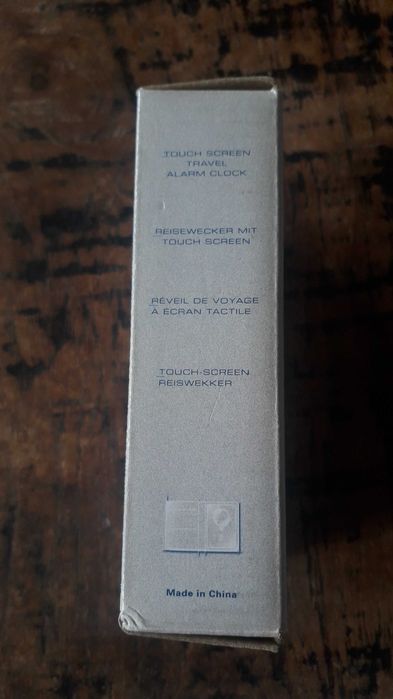 TOUCH SCREEN
TRAVEL
ALARM CLOCK
REISEWECKER MIT
TOUCH SCREEN
RÉVEIL DE VOYAGE
À ÉCRAN TACTILE
TOUCH-SCREEN
REISWEKKER
Made in China